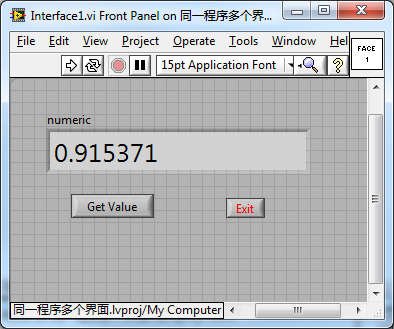 Interface1.vi Front Panel on 同一程序多个界...
File Edit View Project Operate Tools Window Hel
FACE
1
15pt Application Font
?
numeric
0.915371
Get Value
Exit
同一程序多个界面.lvproj/My Computer